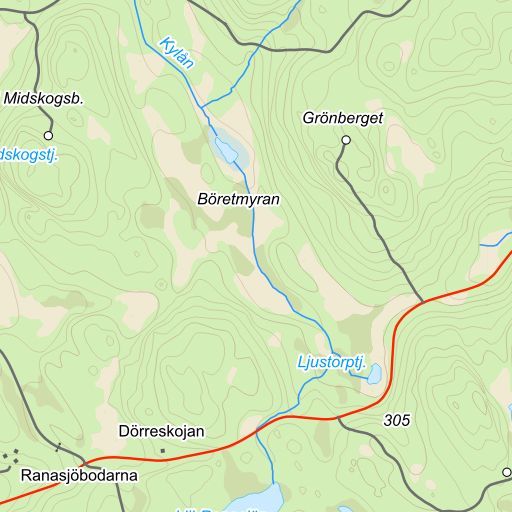 Kylån
Midskogsb.
Grönberget
dskogstj.
Böretmyran
Ljustorptj.
305
Dörreskojan
Ranasjöbodarna